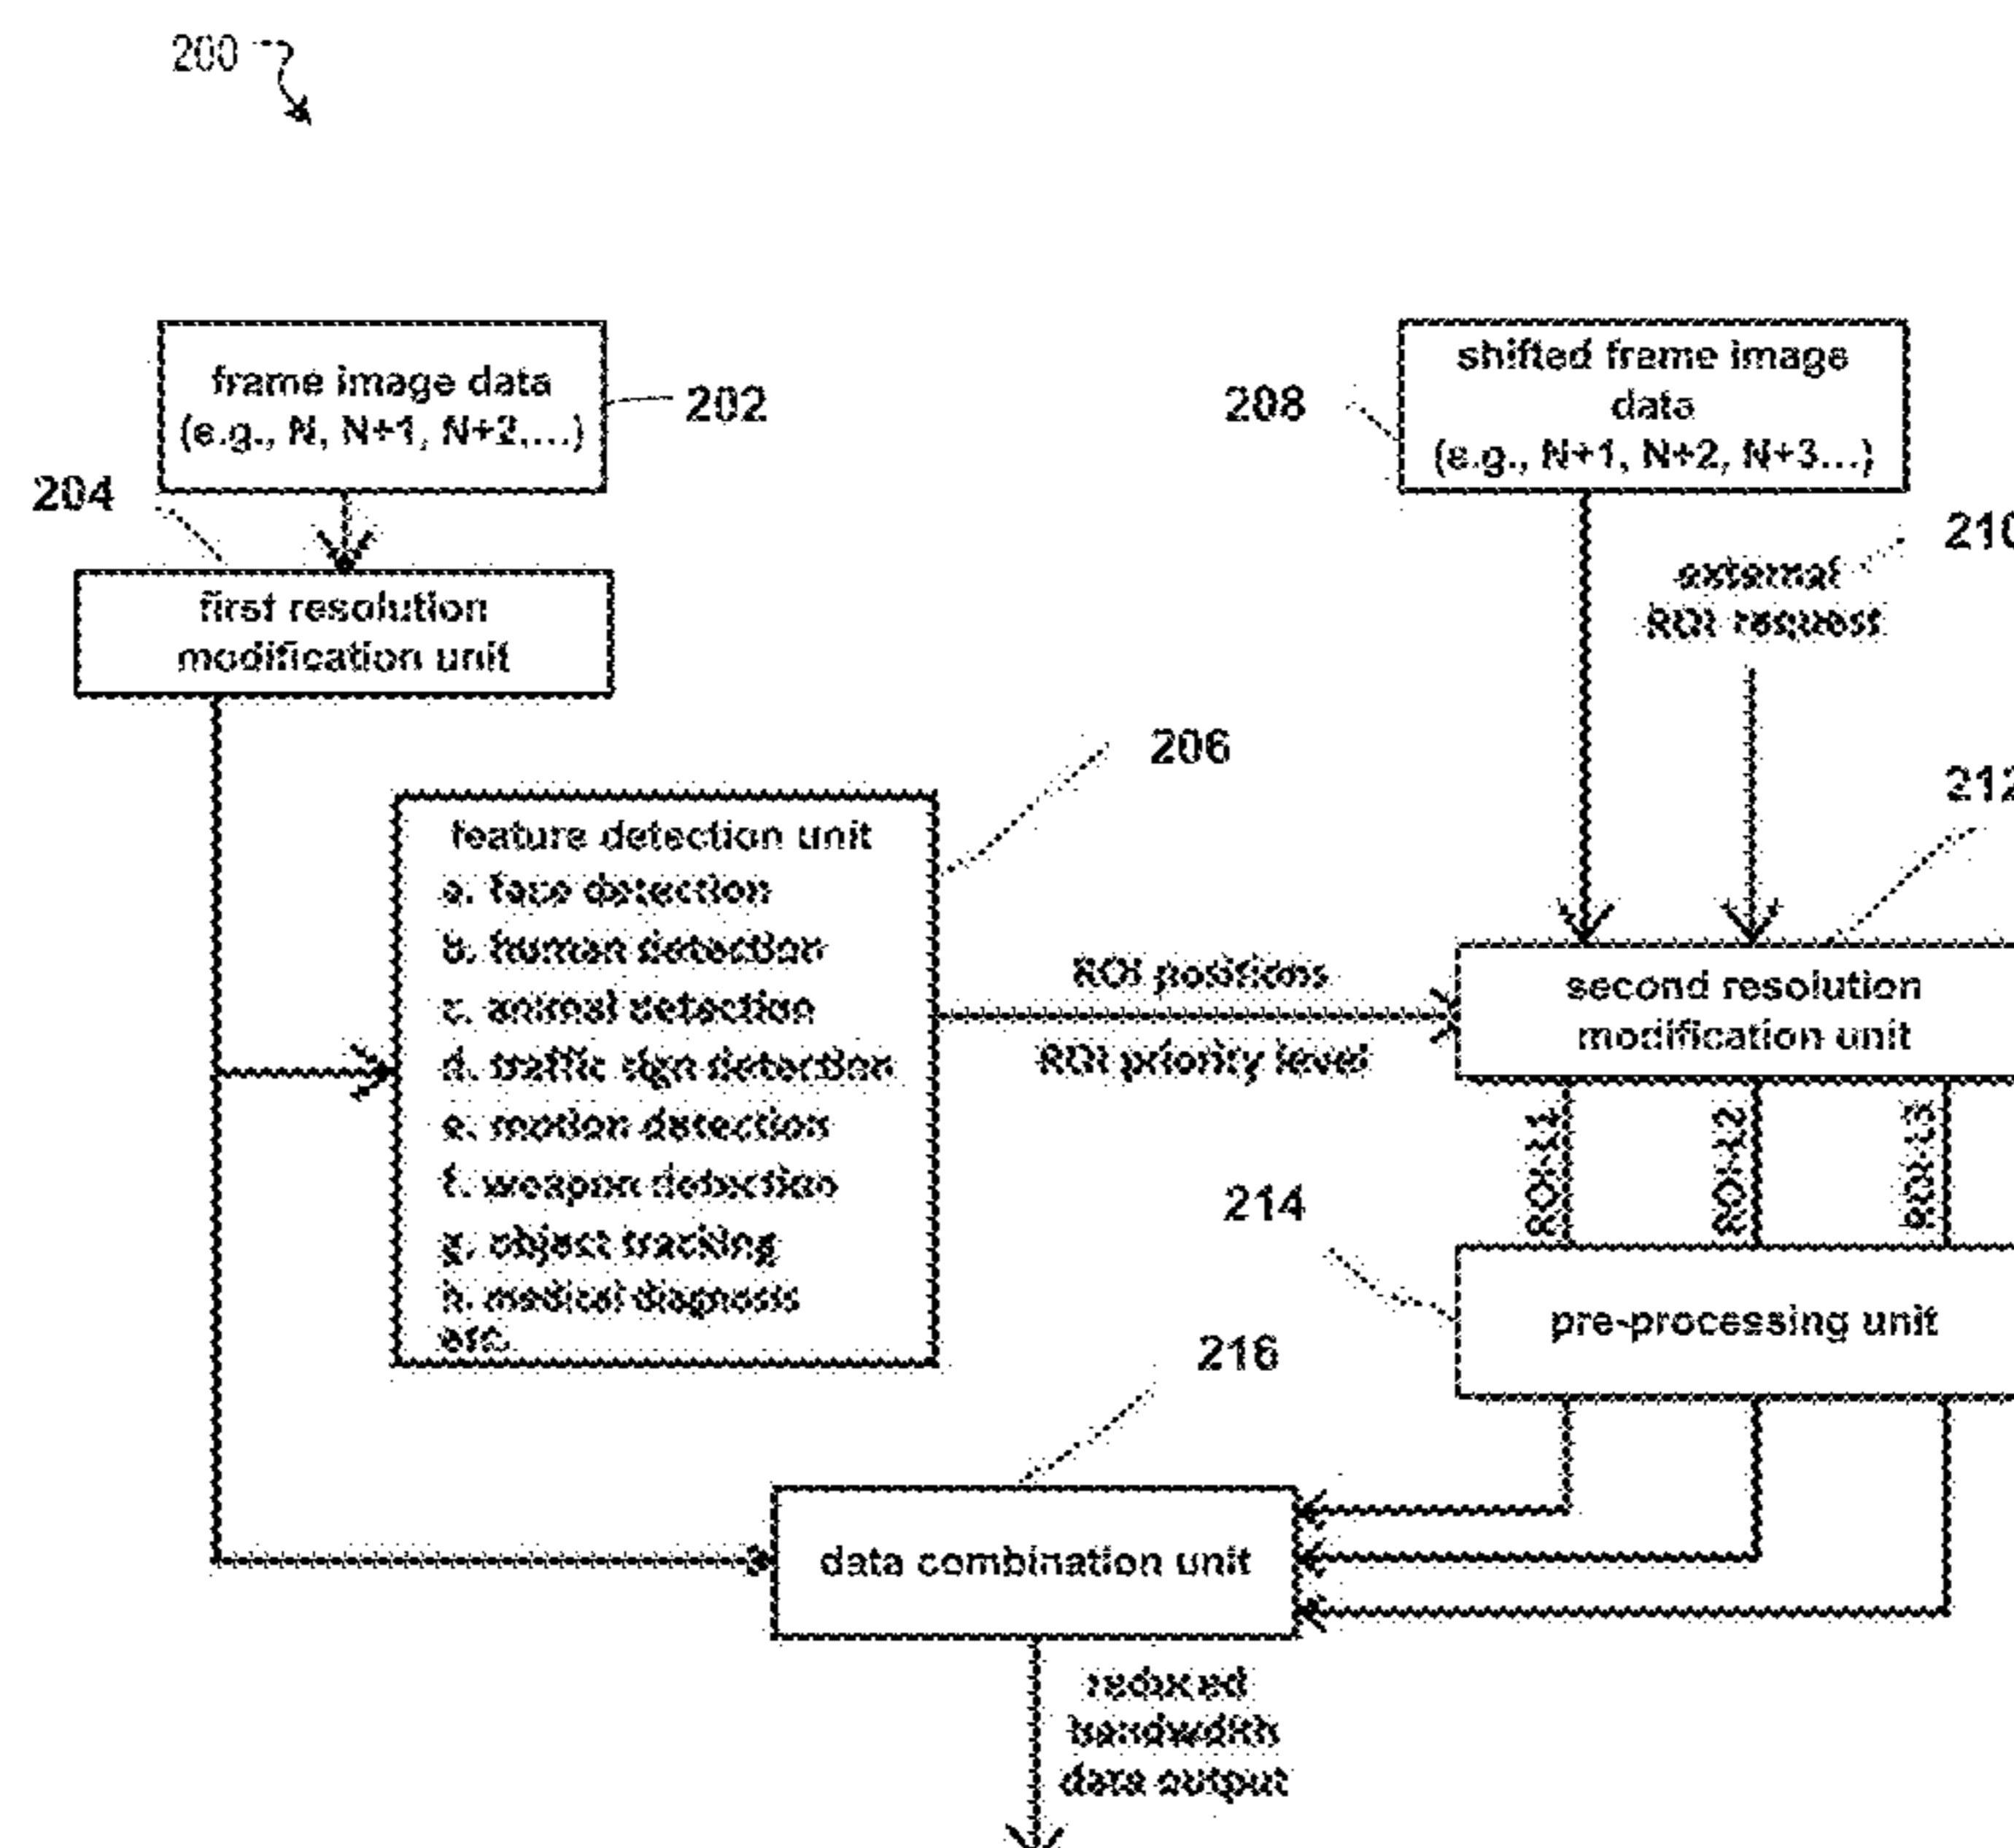 200
frame image data
(e.g., N, N+1, N+2,...)
202
204
first resolution
modification unit
shifted frame image
data
(e.g., N+1, N+2, N+3...)
208
210
external
ROI request
206
212
feature detection unit
a. face detection
b. human detection
c. animal detection
d. traffic sign detection
e. motion detection
f. weapon detection
g. object tracking
h. medical diagnosis
etc.
ROI positions
ROI priority level
second resolution
modification unit
ROI-L1
ROI-L2
ROI-L3
214
pre-processing unit
216
data combination unit
reduced
bandwidth
data output